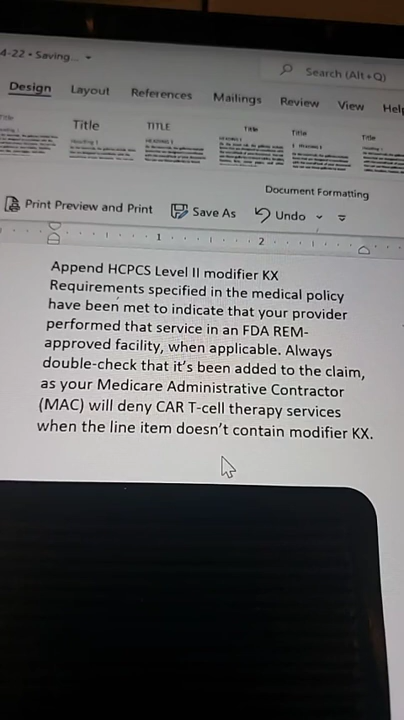 4-22 • Saving...
Search (Alt+Q)
Design Layout References Mailings Review View Help
Title TITLE Title Title Title
Document Formatting
Print Preview and Print Save As Undo
1 2
Append HCPCS Level II modifier KX
Requirements specified in the medical policy
have been met to indicate that your provider
performed that service in an FDA REM-
approved facility, when applicable. Always
double-check that it's been added to the claim,
as your Medicare Administrative Contractor
(MAC) will deny CAR T-cell therapy services
when the line item doesn't contain modifier KX.